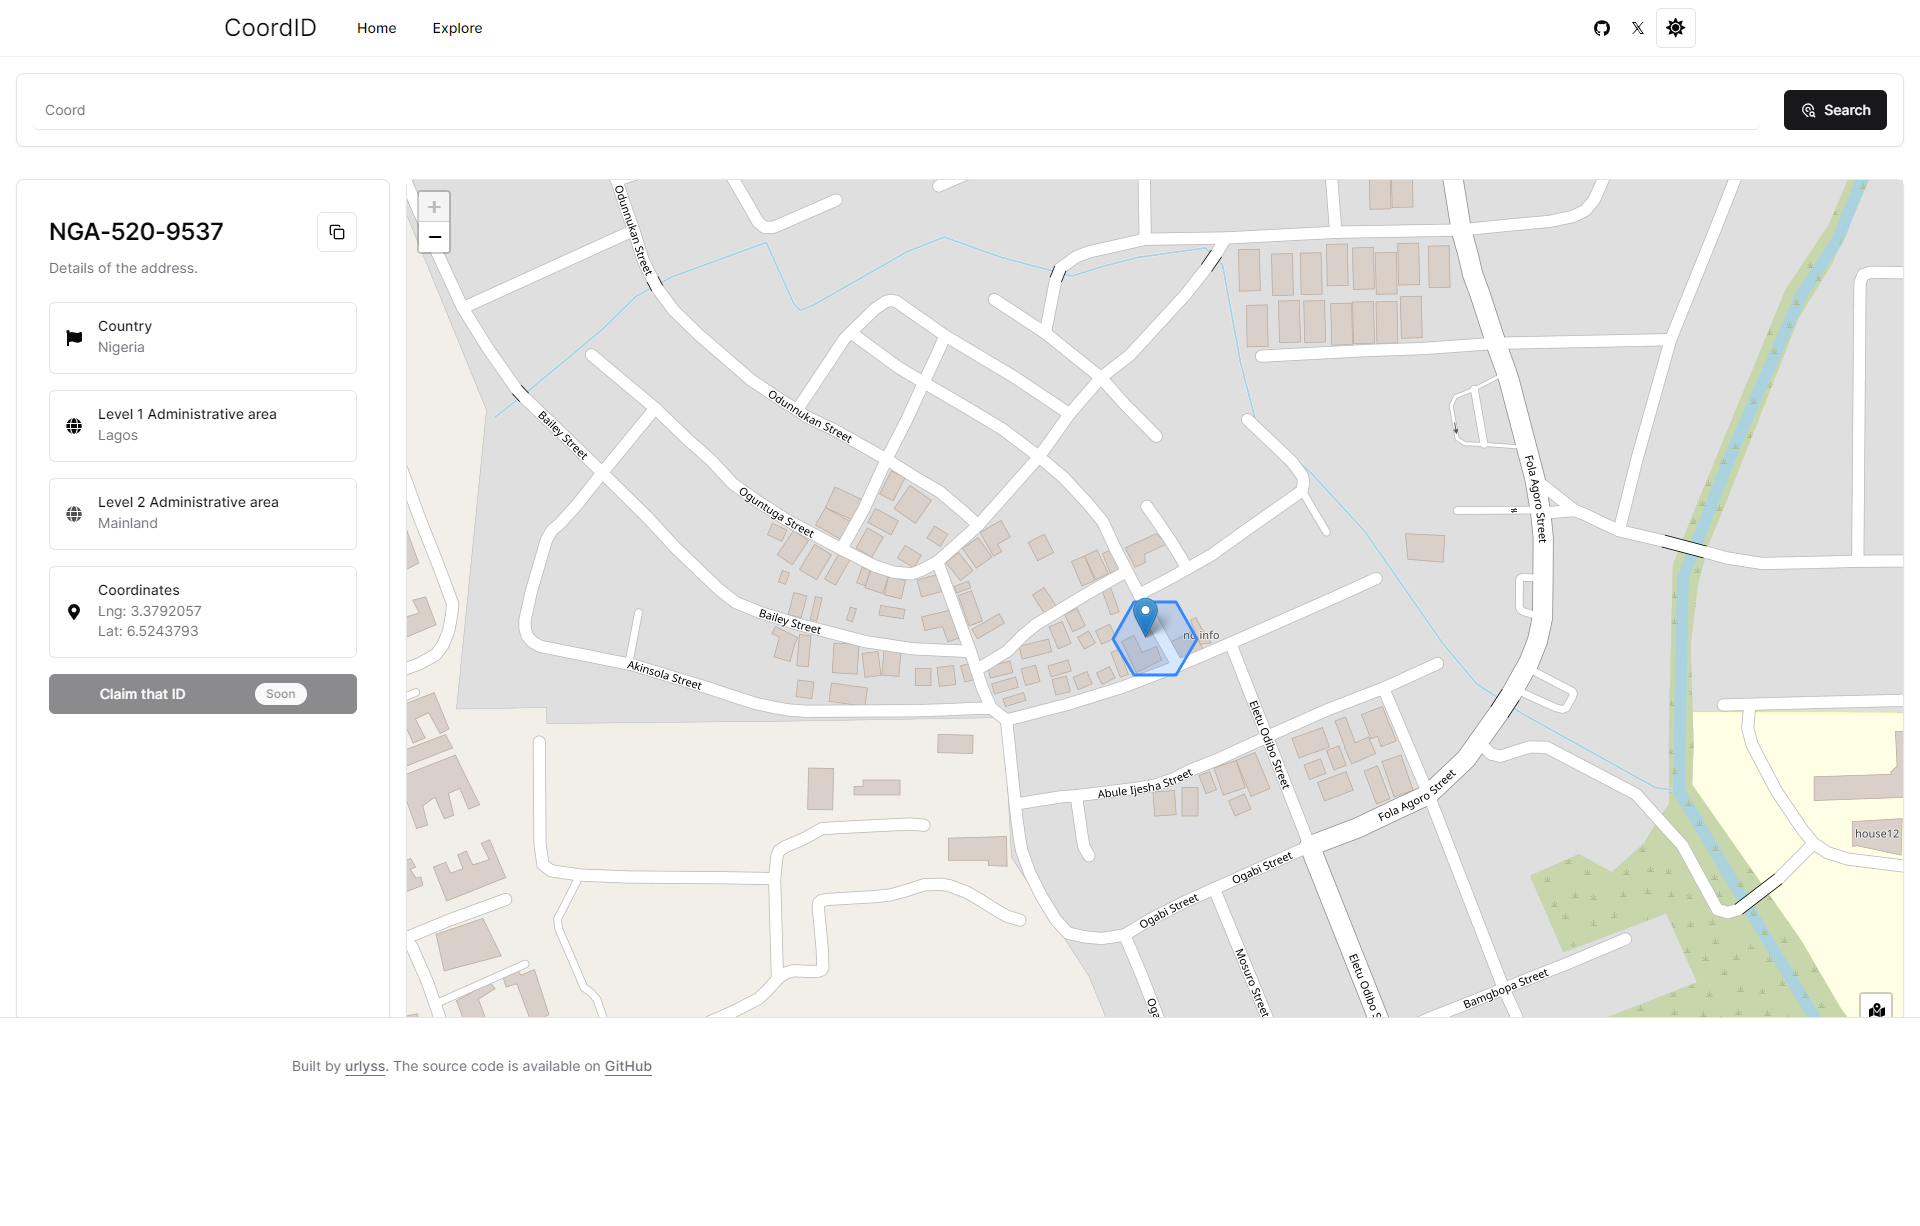 CoordID
Home
Explore
Coord
Search
NGA-520-9537
Details of the address.
Country
Nigeria
Level 1 Administrative area
Lagos
Level 2 Administrative area
Mainland
Coordinates
Lng: 3.3792057
Lat: 6.5243793
Claim that ID
Soon
+
−
Odunnukan Street
Odunnukan Street
Bailey Street
Oguntuga Street
Fola Agoro Street
Bailey Street
no info
Akinsola Street
Eletu Odibo Street
Abule Ijesha Street
Fola Agoro Street
house12
Ogabi Street
Ogabi Street
Mosuro Street
Eletu Odibo S
Bamgbopa Street
Oga
Built by urlyss. The source code is available on GitHub